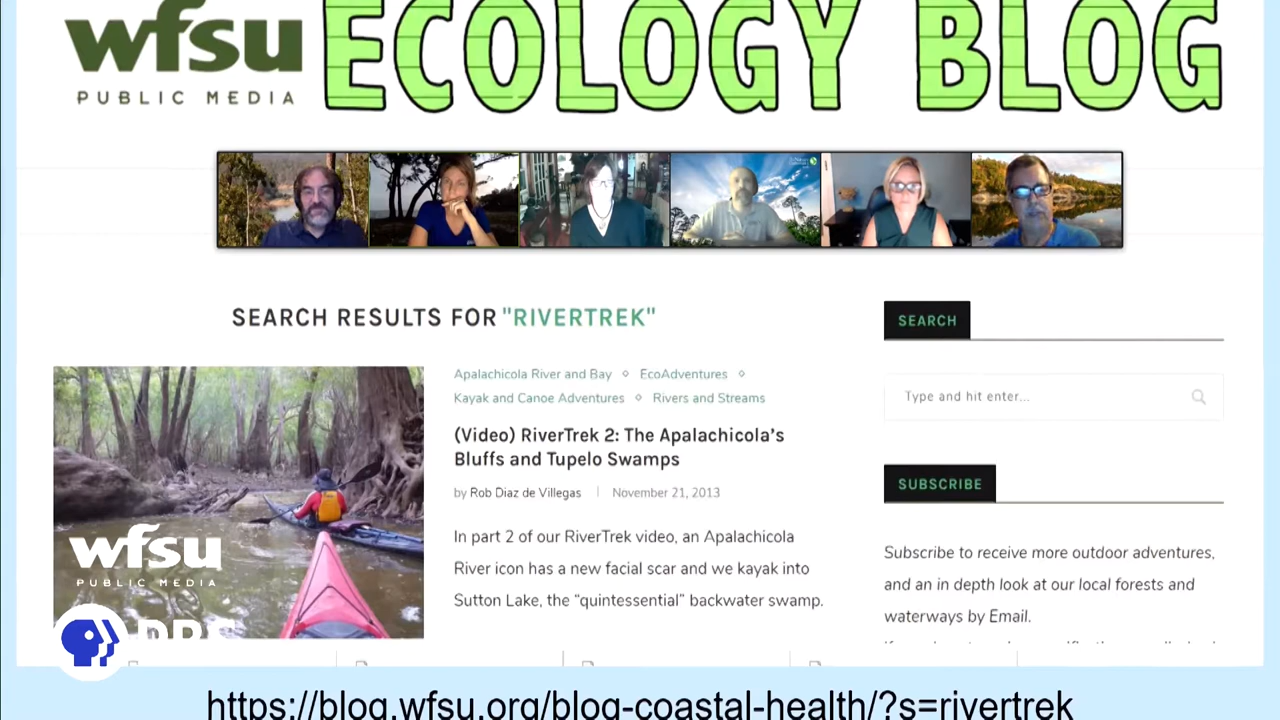 wfsu
PUBLIC MEDIA
ECOLOGY BLOG
SEARCH RESULTS FOR "RIVERTREK"
Apalachicola River and Bay ◇ EcoAdventures ◇
Kayak and Canoe Adventures ◇ Rivers and Streams
(Video) RiverTrek 2: The Apalachicola's
Bluffs and Tupelo Swamps
by Rob Diaz de Villegas | November 21, 2013
In part 2 of our RiverTrek video, an Apalachicola
River icon has a new facial scar and we kayak into
Sutton Lake, the “quintessential” backwater swamp.
SEARCH
Type and hit enter...
SUBSCRIBE
Subscribe to receive more outdoor adventures,
and an in depth look at our local forests and
waterways by Email.
wfsu
PUBLIC MEDIA
PBS
https://blog.wfsu.org/blog-coastal-health/?s=rivertrek